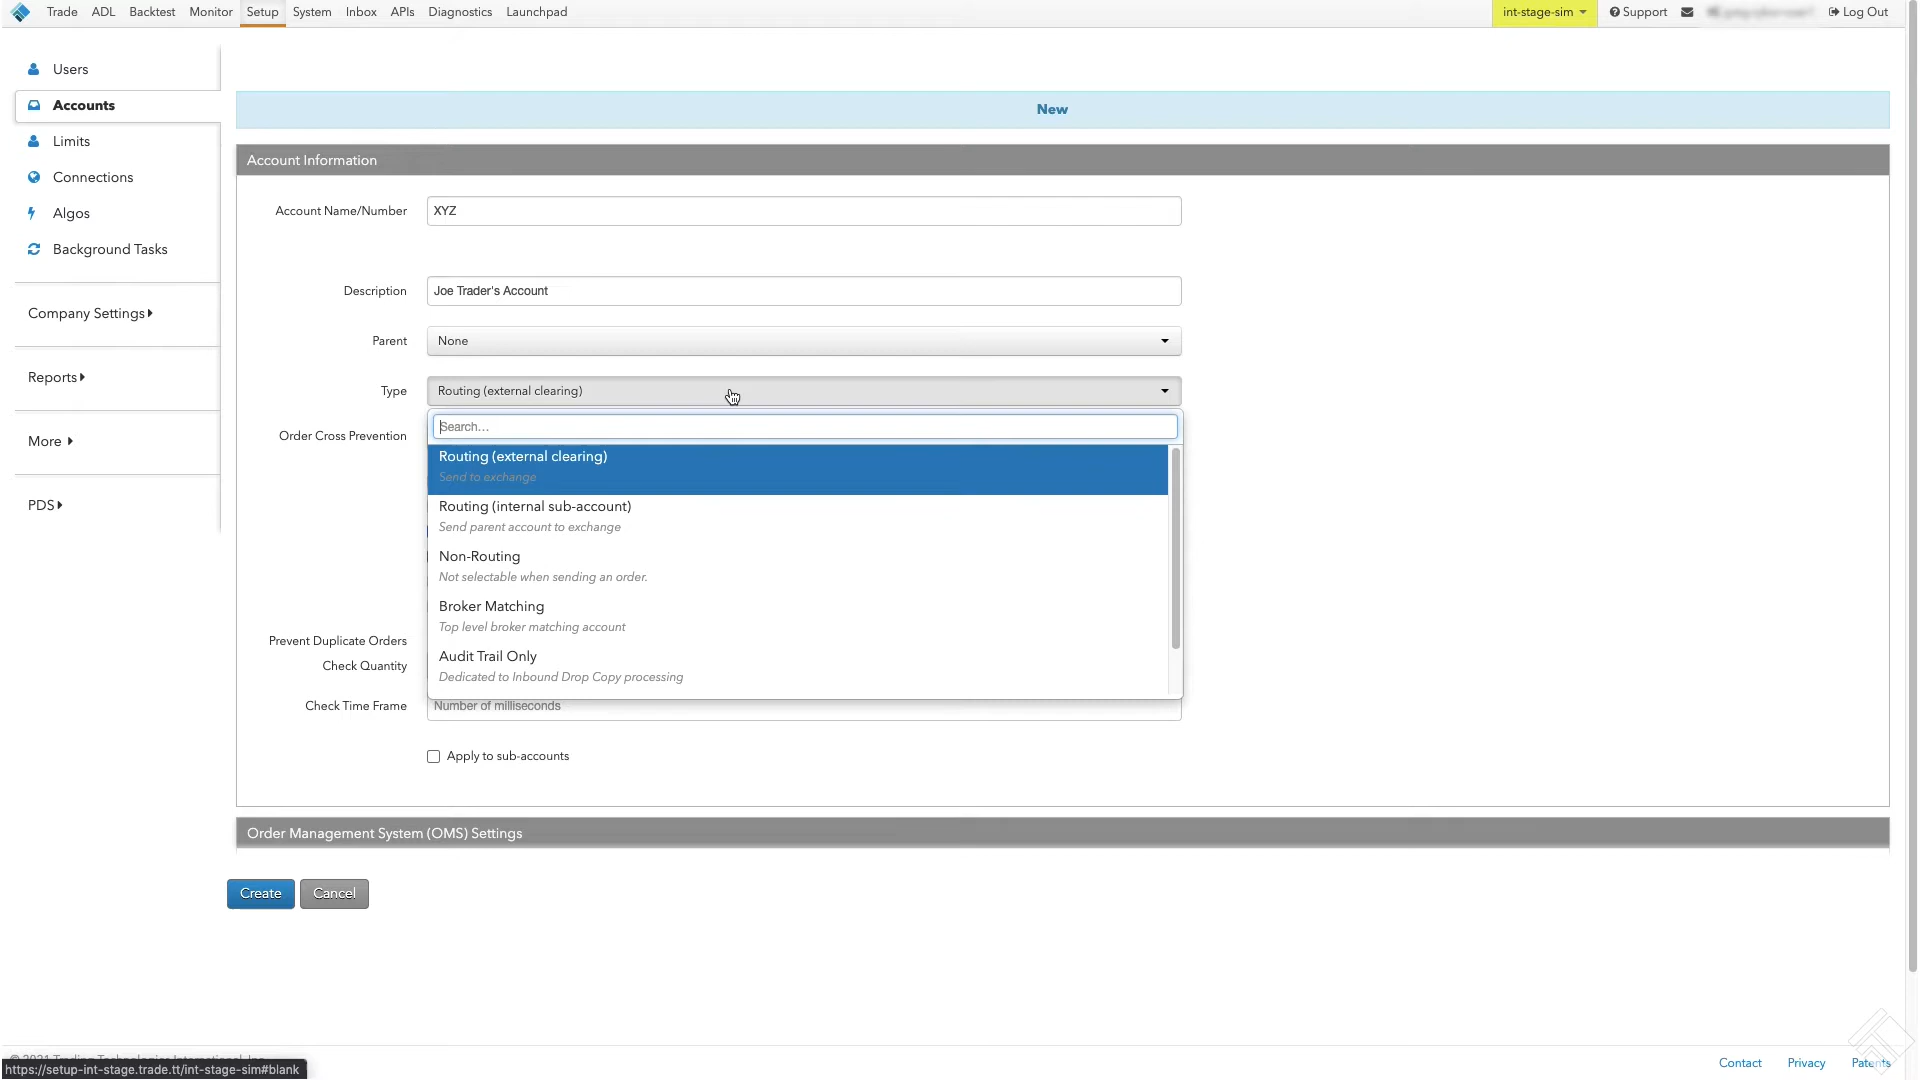 Trade ADL Backtest Monitor Setup System Inbox APIs Diagnostics Launchpad int-stage-sim Support Log Out
Users
Accounts
Limits
Connections
Algos
Background Tasks
Company Settings
Reports
More
PDS
New
Account Information
Account Name/Number XYZ
Description Joe Trader's Account
Parent None
Type Routing (external clearing)
Search...
Order Cross Prevention
Routing (external clearing)
Send to exchange
Routing (internal sub-account)
Send parent account to exchange
Non-Routing
Not selectable when sending an order.
Broker Matching
Top level broker matching account
Audit Trail Only
Dedicated to Inbound Drop Copy processing
Prevent Duplicate Orders
Check Quantity
Check Time Frame Number of milliseconds
Apply to sub-accounts
Order Management System (OMS) Settings
Create Cancel
© 2021 Trading Technologies International, Inc.
https://setup-int-stage.trade.tt/int-stage-sim#blank
Contact Privacy Patents